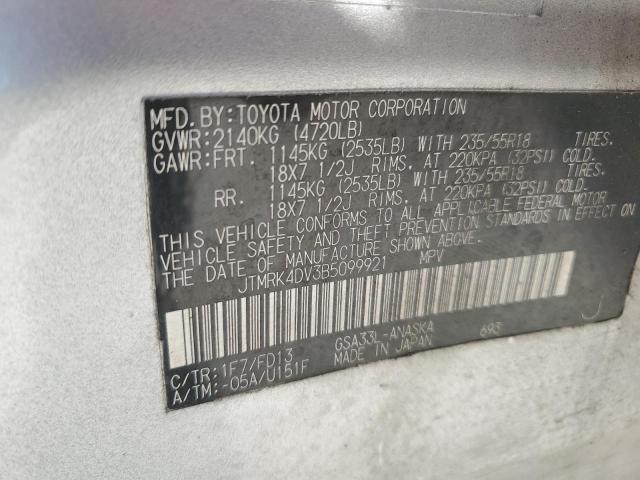 MFD. BY: TOYOTA MOTOR CORPORATION
GVWR: 2140KG (4720LB)
GAWR: FRT. 1145KG (2535LB) WITH 235/55R18 TIRES.
18X7 1/2J RIMS. AT 220KPA (32PSI) COLD.
RR. 1145KG (2535LB) WITH 235/55R18 TIRES.
18X7 1/2J RIMS. AT 220KPA (32PSI) COLD.
THIS VEHICLE CONFORMS TO ALL APPLICABLE FEDERAL MOTOR
VEHICLE SAFETY AND THEFT PREVENTION STANDARDS IN EFFECT ON
THE DATE OF MANUFACTURE SHOWN ABOVE.
JTMRK4DV3B5099921 MPV
C/TR: 1F7/FD13 GSA33L-ANASKA 693
A/TM: -05A/U151F MADE IN JAPAN
J